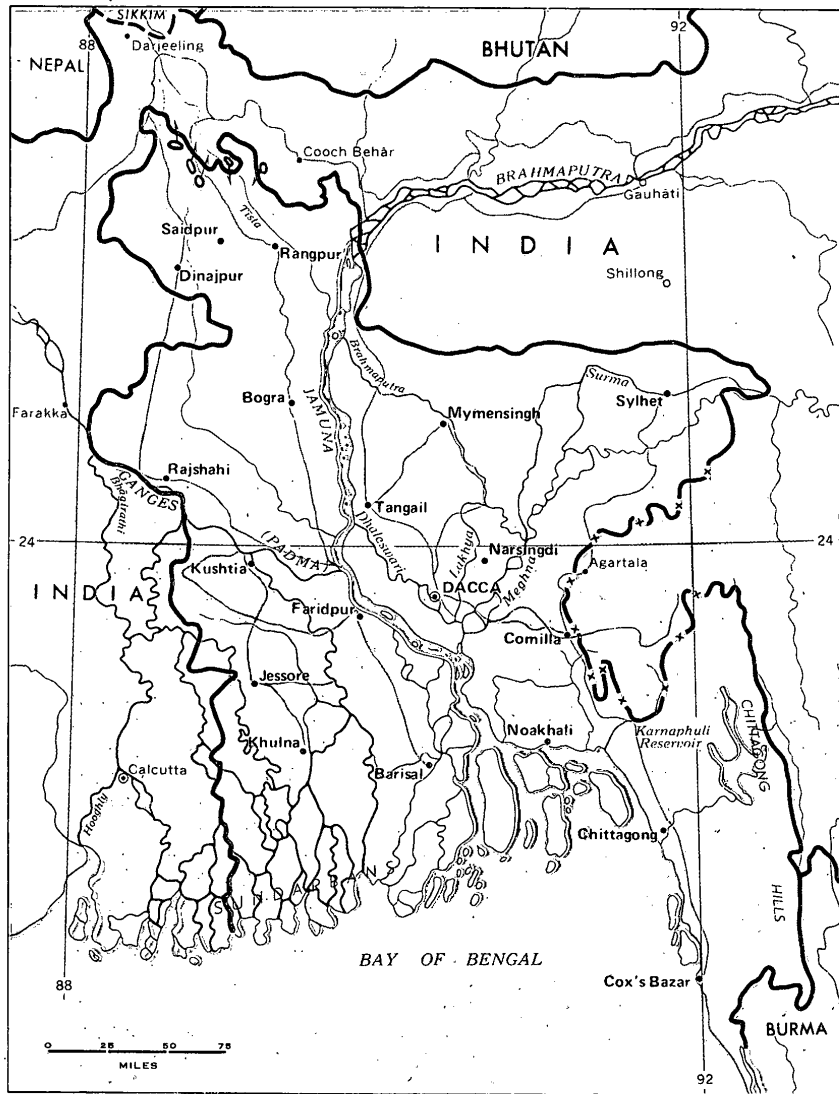 SIKKIM
88
92
Darjeeling
BHUTAN
NEPAL
Cooch Behār
BRAHMAPUTRA
Gauhāti
Tista
Saidpur
Rangpur
INDIA
Dinajpur
Shillong
Brahmaputra
Surma
Farakka
Bogra
JAMUNA
Sylhet
Mymensingh
Rajshahi
GANGES
Bhāgīrathi
Tangail
24
(PADMA)
Dhaleswari
Lakhya
Narsingdi
Meghna
24
Kushtia
Agartala
INDIA
DACCA
Faridpur
Comilla
Jessore
Noakhali
Karnaphuli
Reservoir
CHITTAGONG
Khulna
Calcutta
Barisal
Hooghly
Chittagong
SUNDARBANS
HILLS
BAY OF BENGAL
88
Cox's Bazar
BURMA
0 25 50 75
MILES
92